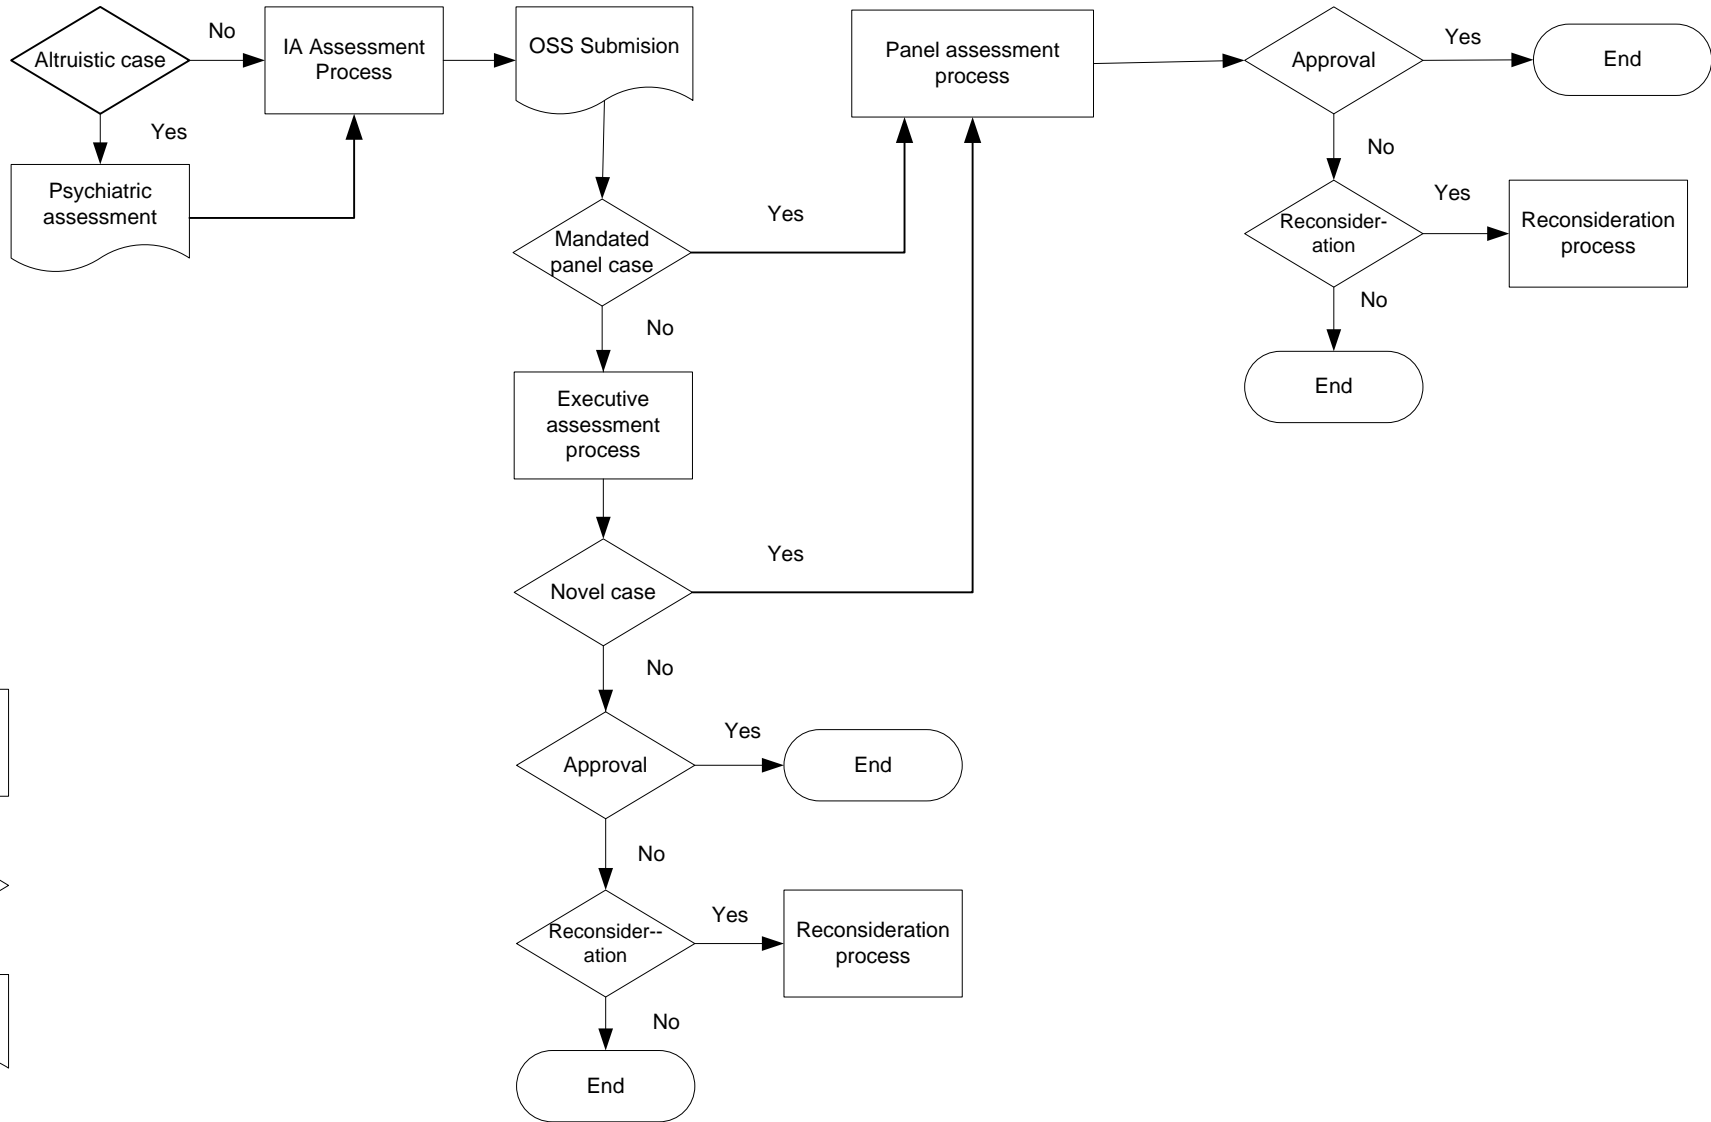 Altruistic case
No
IA Assessment
Process
OSS Submision
Panel assessment
process
Approval
Yes
End
Yes
Psychiatric
assessment
No
Reconsider-
ation
Yes
Reconsideration
process
No
End
Mandated
panel case
Yes
No
Executive
assessment
process
Novel case
Yes
No
Approval
Yes
End
No
Reconsider--
ation
Yes
Reconsideration
process
No
End